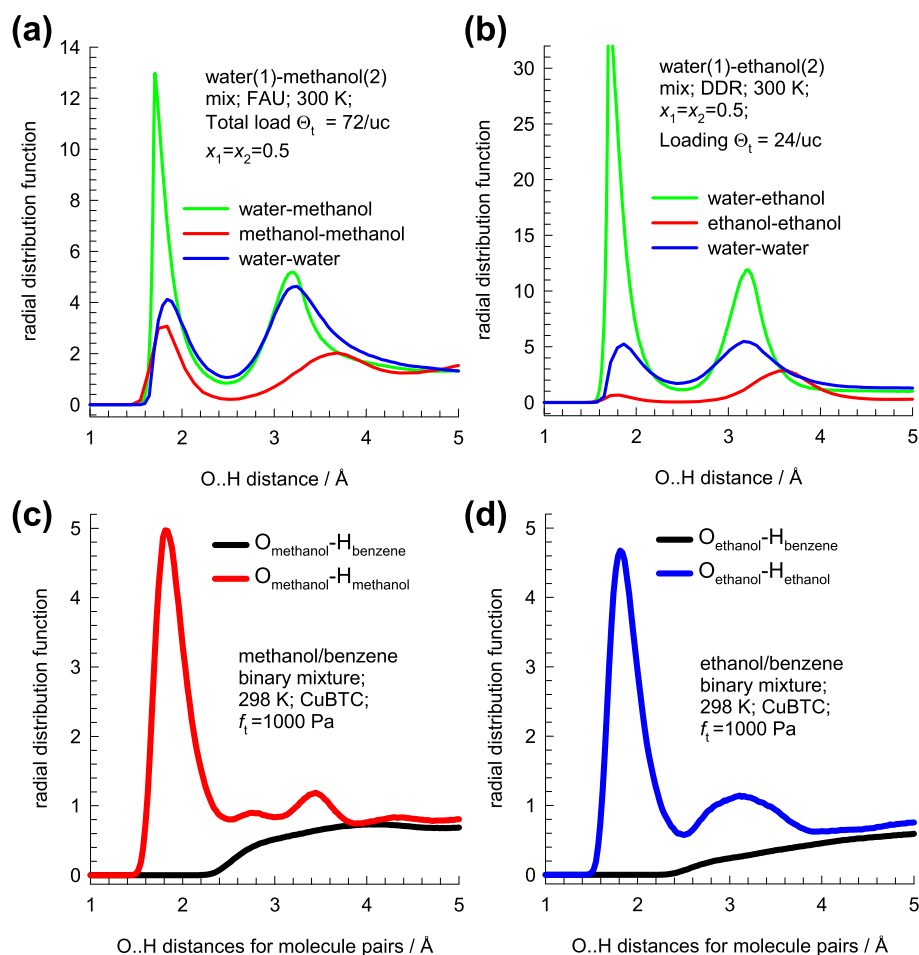 (a)
14
12
10
8
6
4
2
0
radial distribution function
water(1)-methanol(2)
mix; FAU; 300 K;
Total load Θt = 72/uc
x1=x2=0.5
water-methanol
methanol-methanol
water-water
1 2 3 4 5
O..H distance / Å
(b)
30
25
20
15
10
5
0
radial distribution function
water(1)-ethanol(2)
mix; DDR; 300 K;
x1=x2=0.5;
Loading Θt = 24/uc
water-ethanol
ethanol-ethanol
water-water
1 2 3 4 5
O..H distance / Å
(c)
5
4
3
2
1
0
radial distribution function
Omethanol-Hbenzene
Omethanol-Hmethanol
methanol/benzene
binary mixture;
298 K; CuBTC;
ft=1000 Pa
1 2 3 4 5
O..H distances for molecule pairs / Å
(d)
5
4
3
2
1
0
radial distribution function
Oethanol-Hbenzene
Oethanol-Hethanol
ethanol/benzene
binary mixture;
298 K; CuBTC;
ft=1000 Pa
1 2 3 4 5
O..H distances for molecule pairs / Å